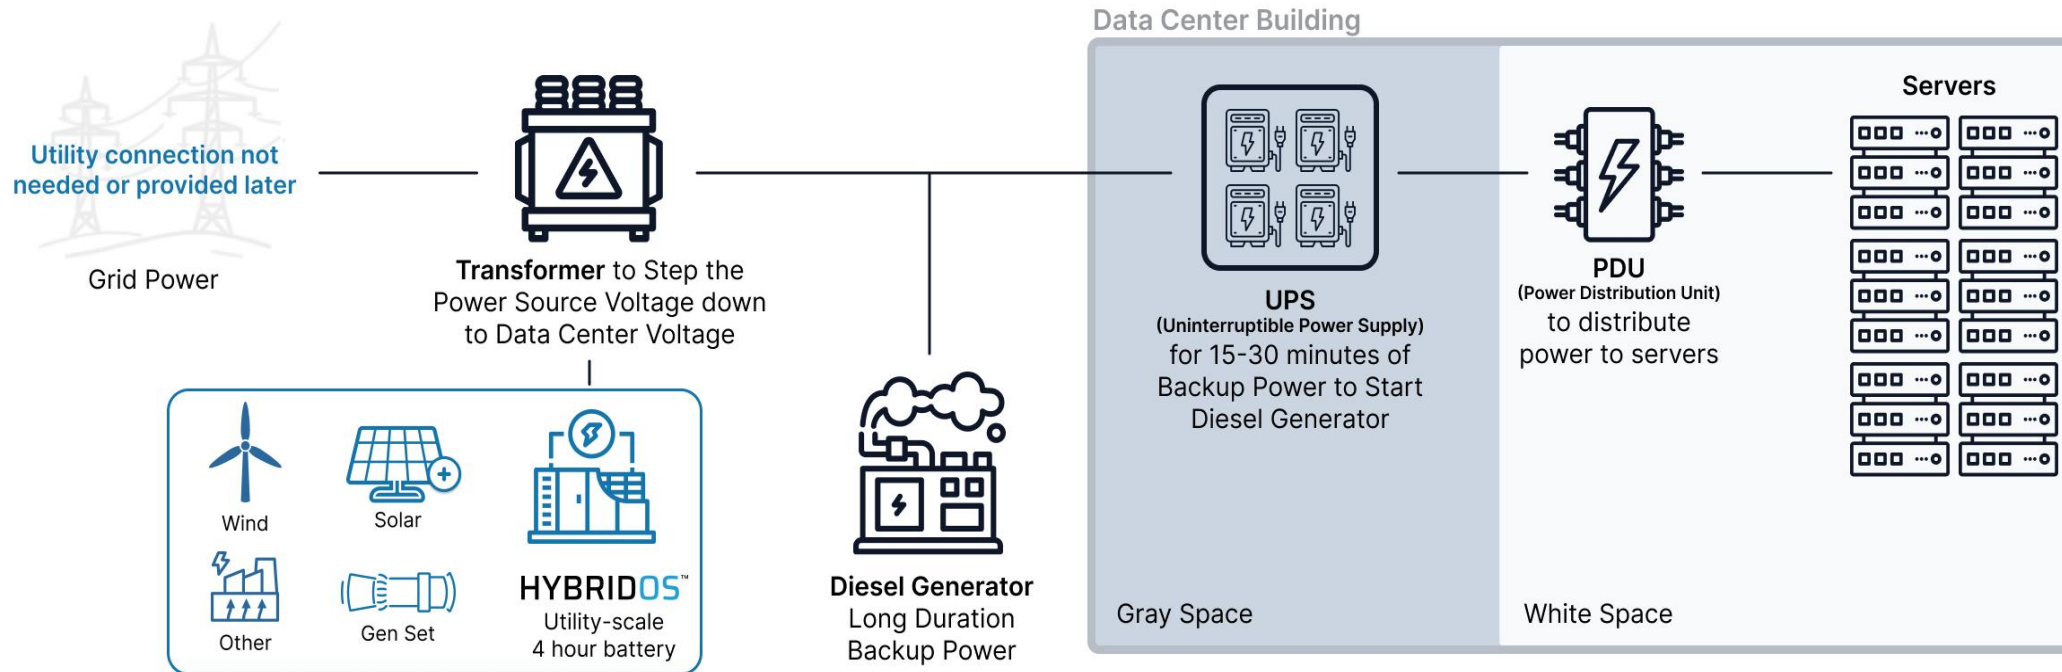 Data Center Building
Utility connection not
needed or provided later
Grid Power
Transformer to Step the
Power Source Voltage down
to Data Center Voltage
Wind
Solar
Other
Gen Set
HYBRIDOS™
Utility-scale
4 hour battery
Diesel Generator
Long Duration
Backup Power
UPS
(Uninterruptible Power Supply)
for 15-30 minutes of
Backup Power to Start
Diesel Generator
Gray Space
PDU
(Power Distribution Unit)
to distribute
power to servers
Servers
White Space